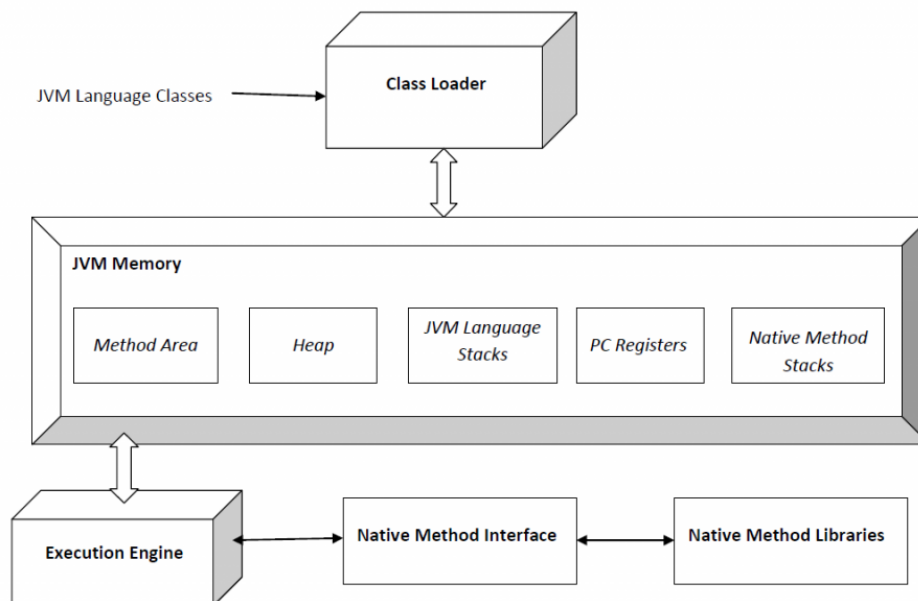 Class Loader
JVM Language Classes
JVM Memory
Method Area
Heap
JVM Language
Stacks
PC Registers
Native Method
Stacks
Execution Engine
Native Method Interface
Native Method Libraries